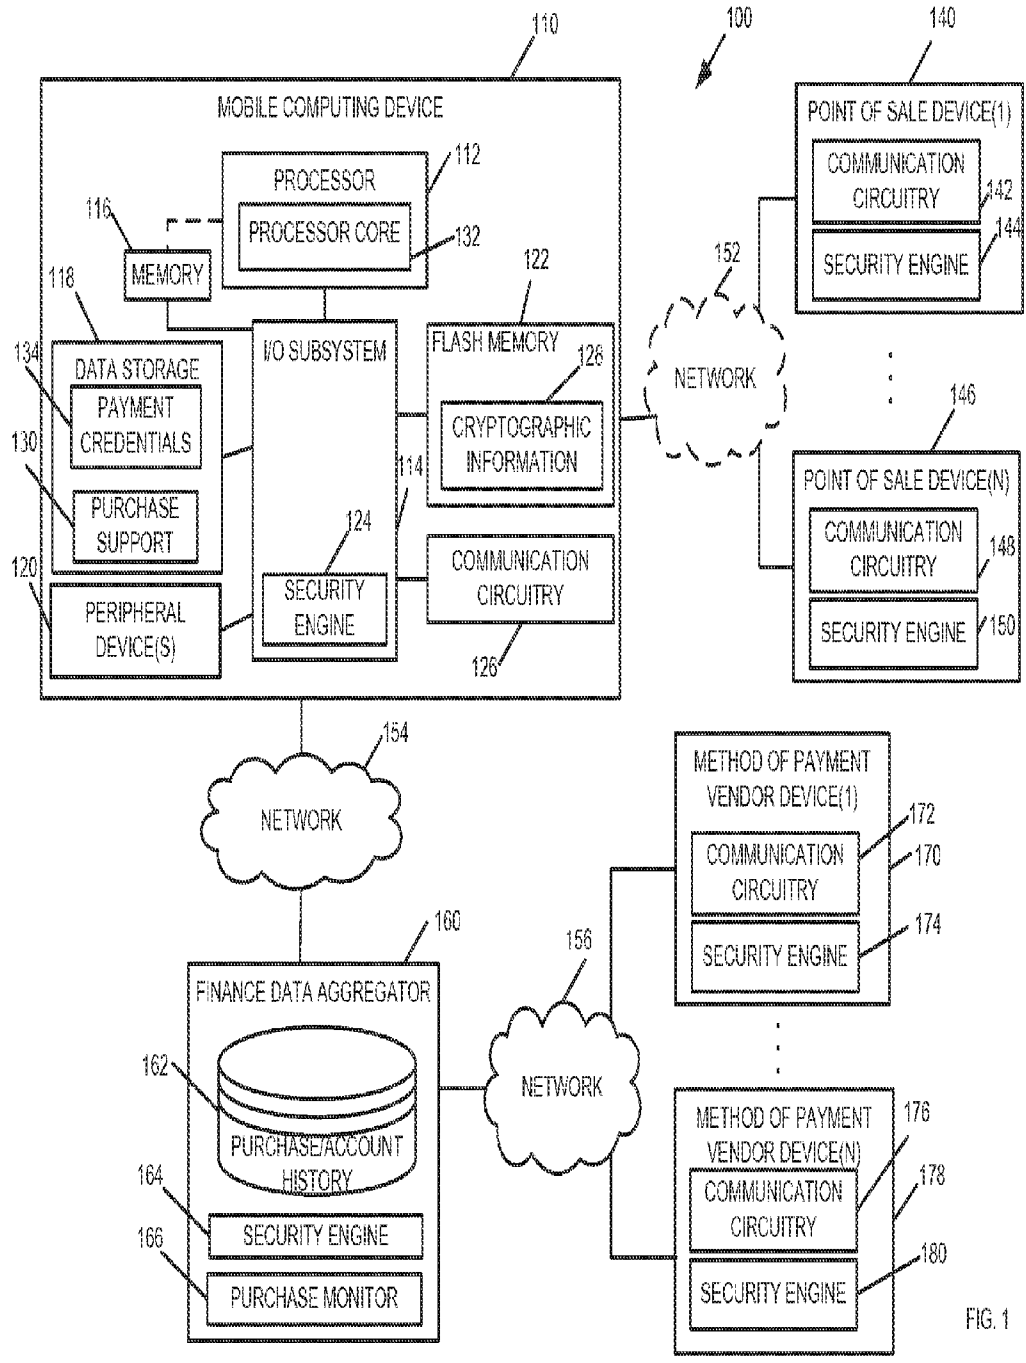 100
110
140
MOBILE COMPUTING DEVICE
POINT OF SALE DEVICE(1)
COMMUNICATION
CIRCUITRY
142
144
SECURITY ENGINE
112
PROCESSOR
PROCESSOR CORE
132
116
MEMORY
118
134
DATA STORAGE
PAYMENT
CREDENTIALS
130
PURCHASE
SUPPORT
120
PERIPHERAL
DEVICE(S)
I/O SUBSYSTEM
114
124
SECURITY
ENGINE
122
FLASH MEMORY
128
CRYPTOGRAPHIC
INFORMATION
COMMUNICATION
CIRCUITRY
126
152
NETWORK
146
POINT OF SALE DEVICE(N)
COMMUNICATION
CIRCUITRY
148
SECURITY ENGINE
150
154
NETWORK
METHOD OF PAYMENT
VENDOR DEVICE(1)
172
COMMUNICATION
CIRCUITRY
170
174
SECURITY ENGINE
160
FINANCE DATA AGGREGATOR
162
PURCHASE/ACCOUNT
HISTORY
164
SECURITY ENGINE
166
PURCHASE MONITOR
156
NETWORK
METHOD OF PAYMENT
VENDOR DEVICE(N)
176
COMMUNICATION
CIRCUITRY
178
180
SECURITY ENGINE
FIG. 1